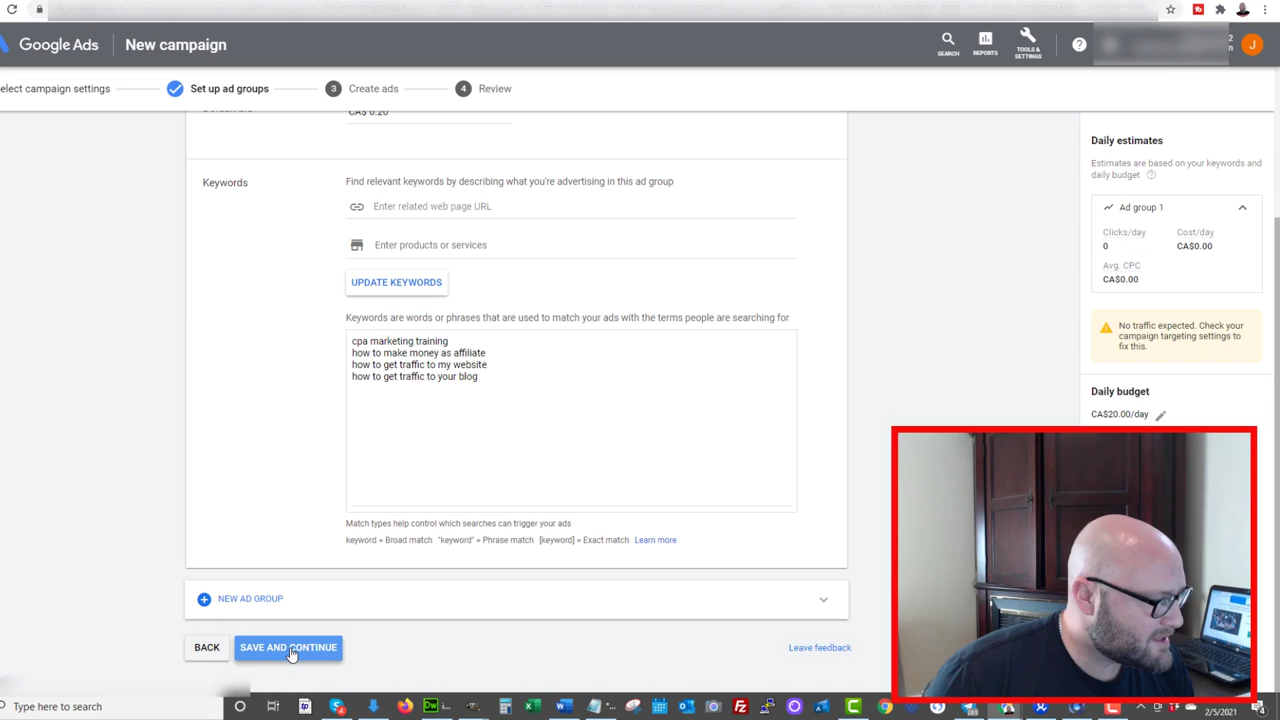 Google Ads
New campaign
SEARCH
REPORTS
TOOLS &
SETTINGS
J
elect campaign settings
Set up ad groups
3
Create ads
4
Review
CA$ 0.20
Keywords
Find relevant keywords by describing what you're advertising in this ad group
Enter related web page URL
Enter products or services
UPDATE KEYWORDS
Keywords are words or phrases that are used to match your ads with the terms people are searching for
cpa marketing training
how to make money as affiliate
how to get traffic to my website
how to get traffic to your blog
Match types help control which searches can trigger your ads
keyword = Broad match "keyword" = Phrase match [keyword] = Exact match Learn more
NEW AD GROUP
BACK
SAVE AND CONTINUE
Leave feedback
Daily estimates
Estimates are based on your keywords and
daily budget
Ad group 1
Clicks/day
Cost/day
0
CA$0.00
Avg. CPC
CA$0.00
No traffic expected. Check your
campaign targeting settings to
fix this.
Daily budget
CA$20.00/day
Type here to search
2/5/2021